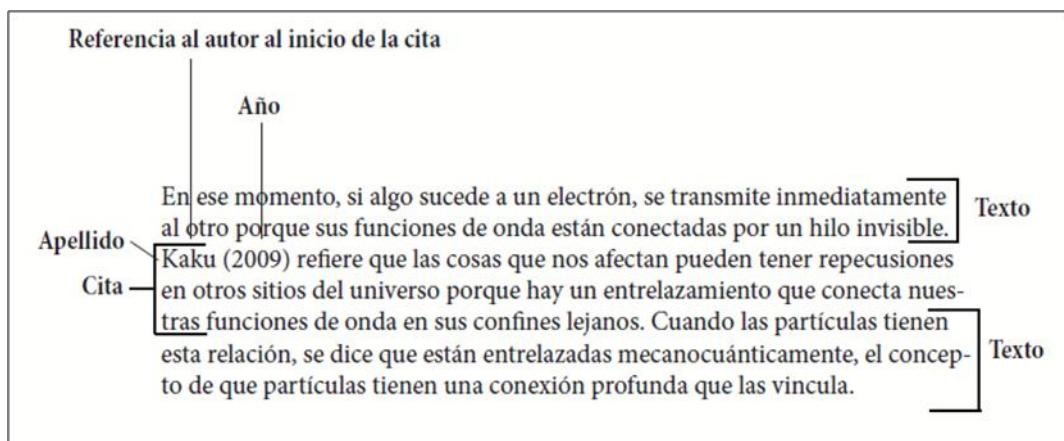 Referencia al autor al inicio de la cita
Año
En ese momento, si algo sucede a un electrón, se transmite inmediatamente
al otro porque sus funciones de onda están conectadas por un hilo invisible.
Texto
Apellido
Kaku (2009) refiere que las cosas que nos afectan pueden tener repecusiones
Cita
en otros sitios del universo porque hay un entrelazamiento que conecta nues-
tras funciones de onda en sus confines lejanos. Cuando las partículas tienen
esta relación, se dice que están entrelazadas mecanocuánticamente, el concep-
to de que partículas tienen una conexión profunda que las vincula.
Texto